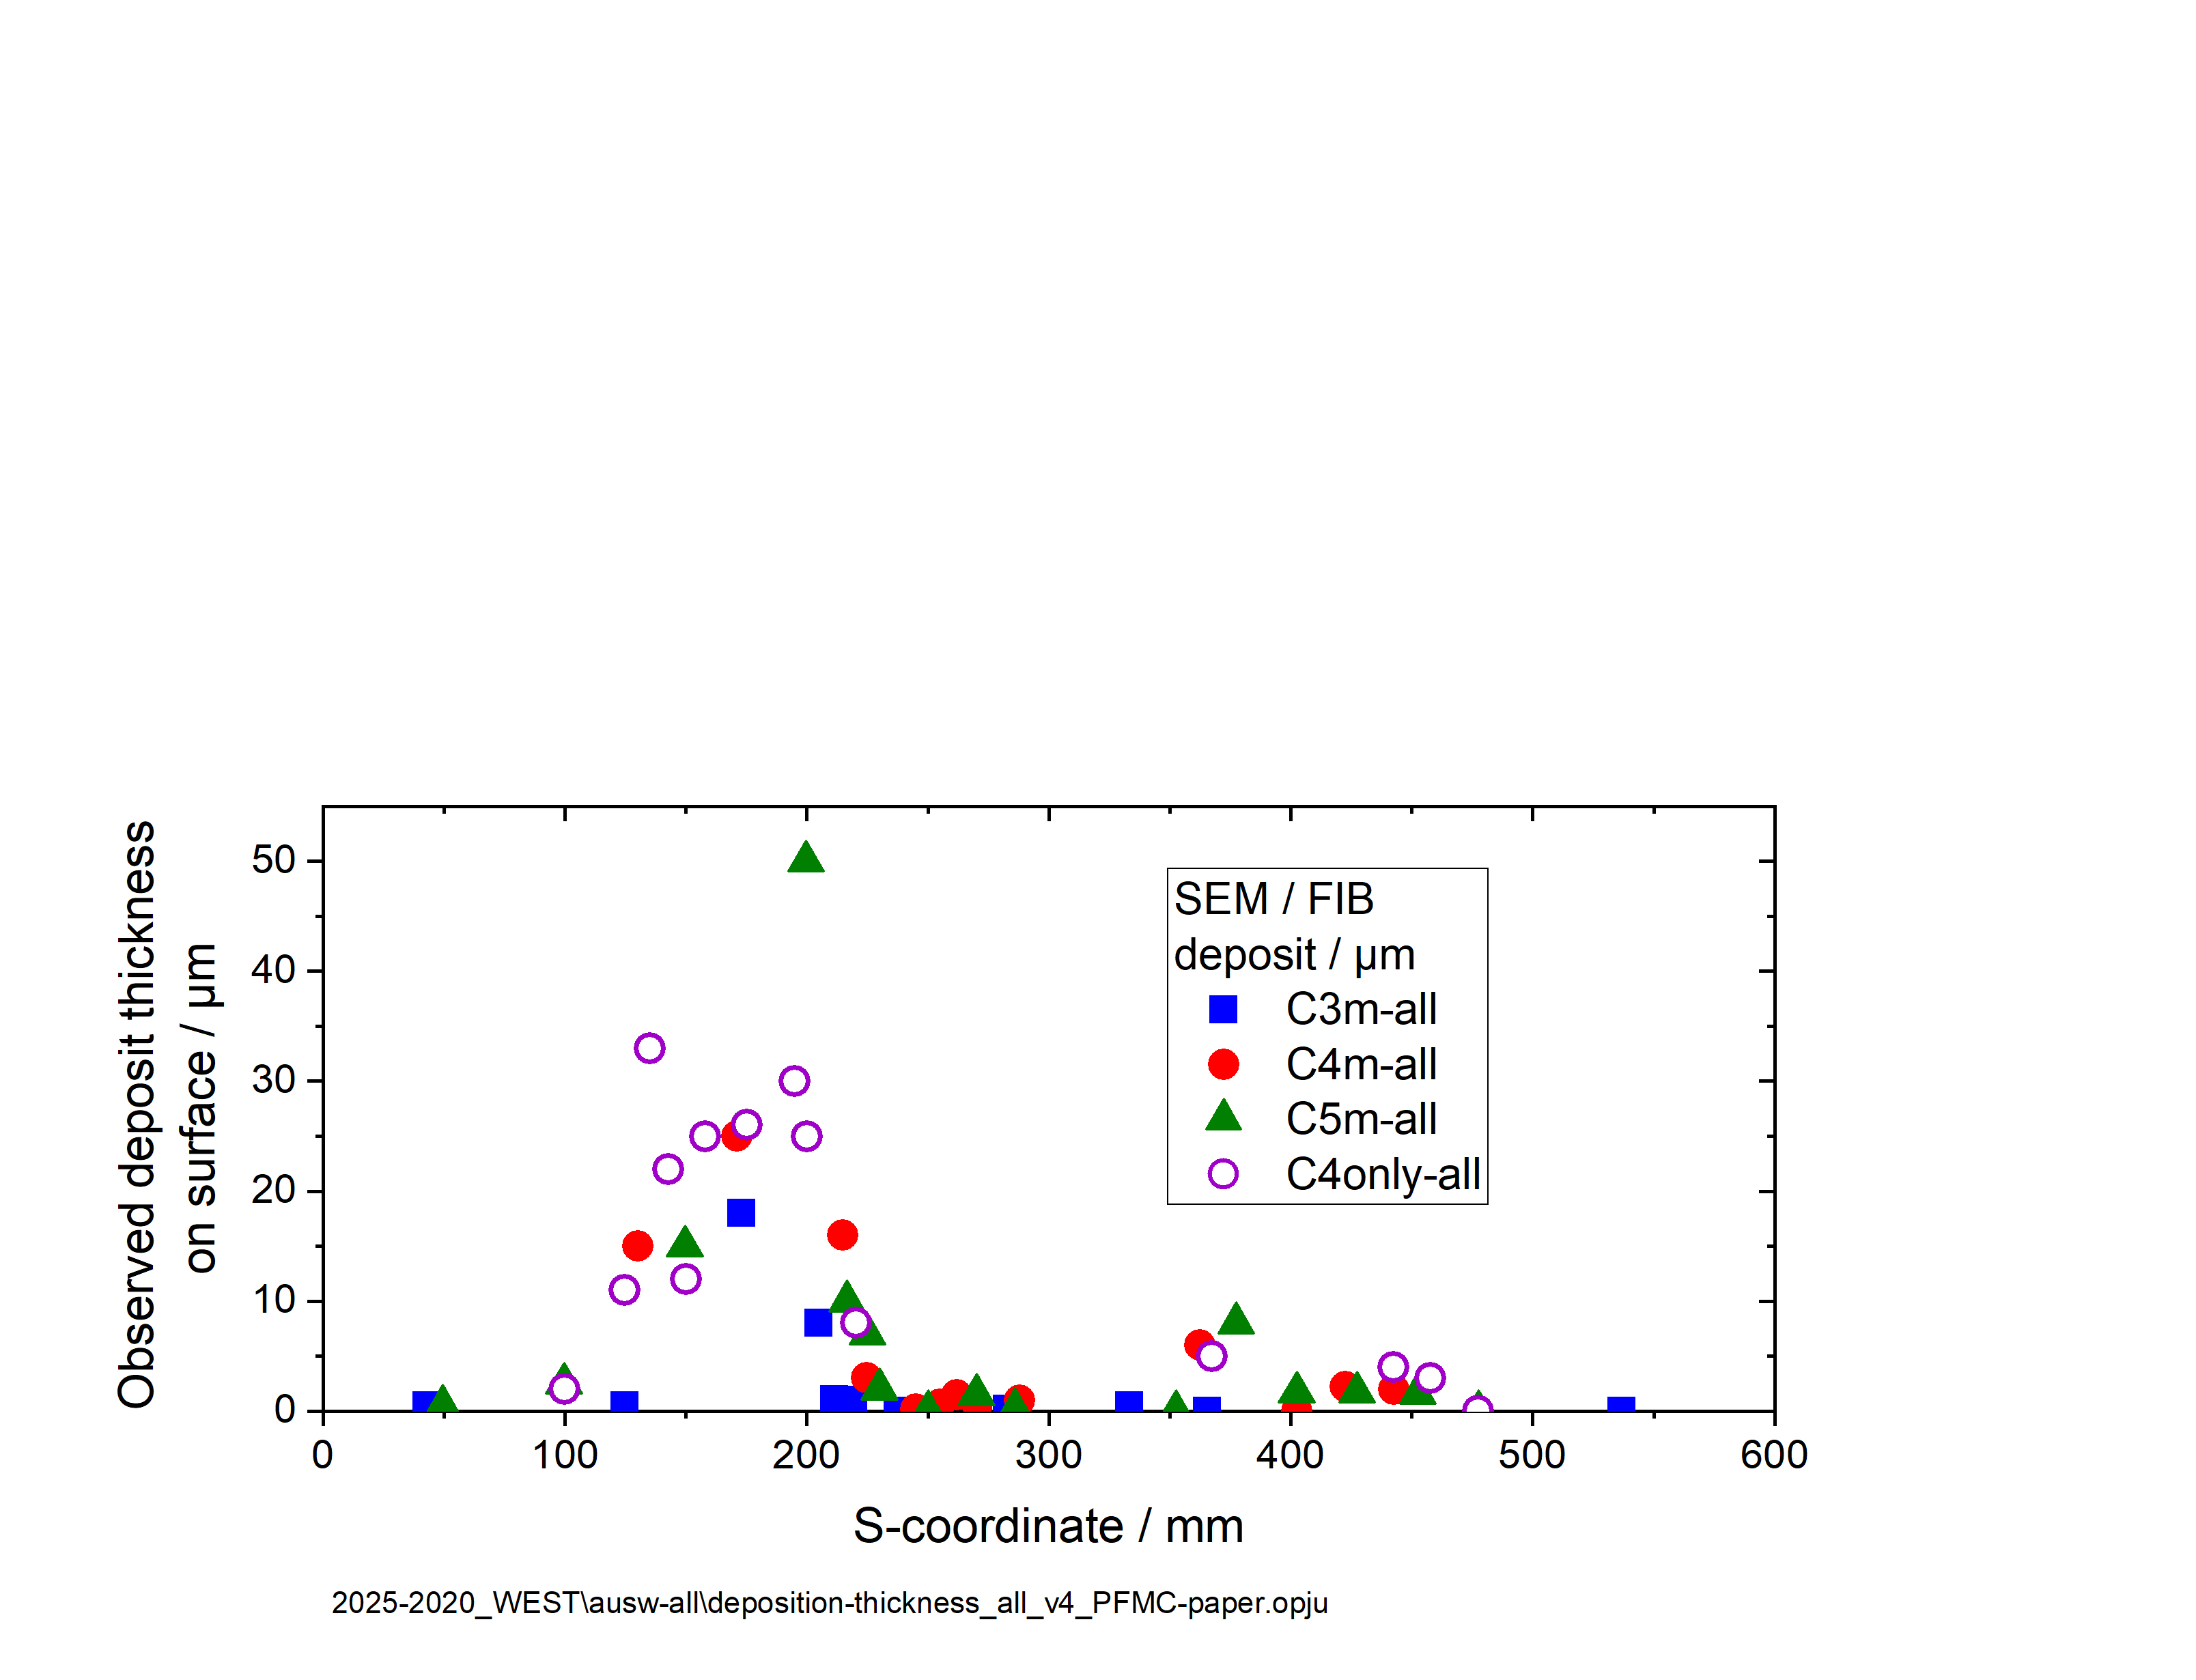 Observed deposit thickness
on surface / µm
50
40
30
20
10
0
SEM / FIB
deposit / µm
C3m-all
C4m-all
C5m-all
C4only-all
0 100 200 300 400 500 600
S-coordinate / mm
2025-2020_WEST\ausw-all\deposition-thickness_all_v4_PFMC-paper.opju